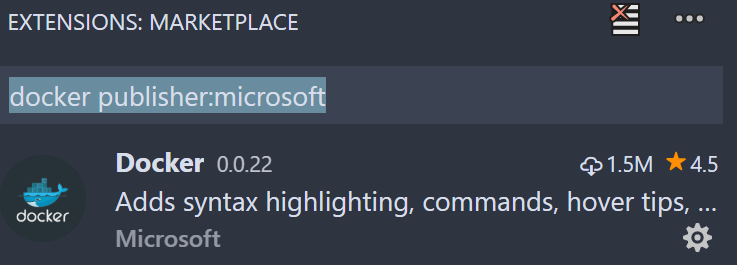 EXTENSIONS: MARKETPLACE
docker publisher:microsoft
Docker 0.0.22 1.5M 4.5
Adds syntax highlighting, commands, hover tips, ...
docker
Microsoft